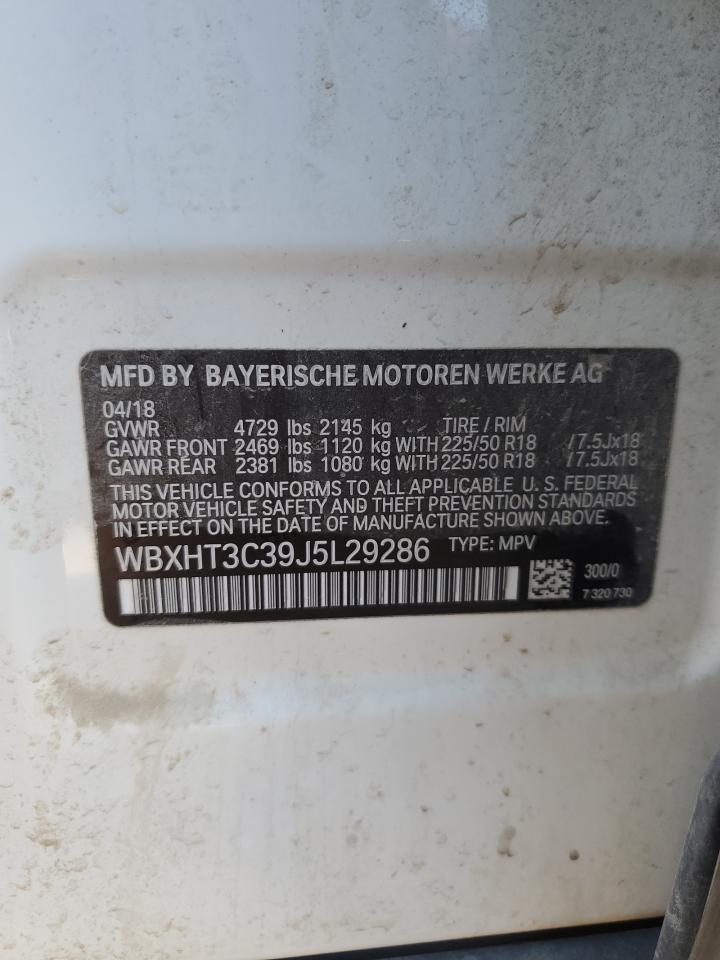 MFD BY BAYERISCHE MOTOREN WERKE AG
04/18
GVWR 4729 lbs 2145 kg TIRE / RIM
GAWR FRONT 2469 lbs 1120 kg WITH 225/50 R18 /7.5Jx18
GAWR REAR 2381 lbs 1080 kg WITH 225/50 R18 /7.5Jx18
THIS VEHICLE CONFORMS TO ALL APPLICABLE U. S. FEDERAL
MOTOR VEHICLE SAFETY AND THEFT PREVENTION STANDARDS
IN EFFECT ON THE DATE OF MANUFACTURE SHOWN ABOVE.
WBXHT3C39J5L29286 TYPE: MPV
300/0
7 320 730